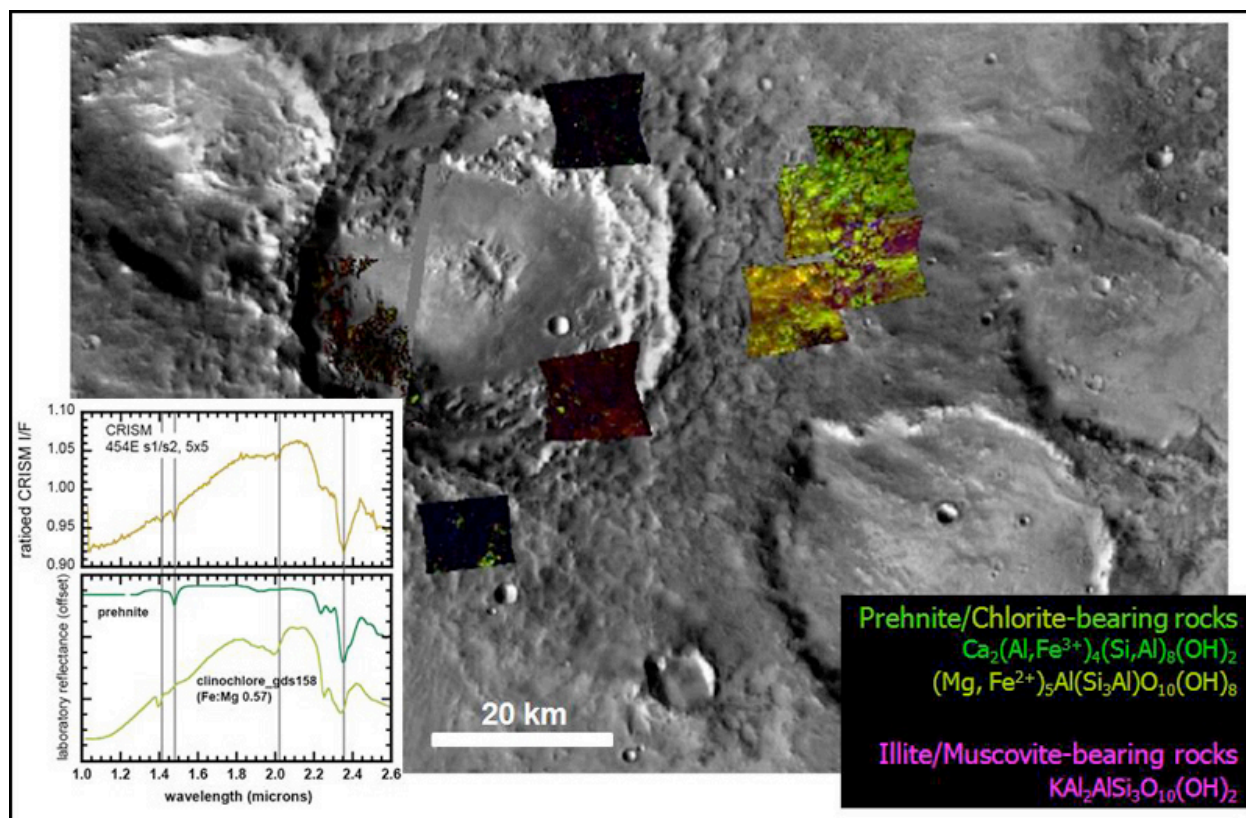 1.10
CRISM
454E s1/s2, 5x5
1.05
1.00
0.95
0.90
ratioed CRISM I/F
prehnite
clinochlore_gds158
(Fe:Mg 0.57)
laboratory reflectance (offset)
1.0 1.2 1.4 1.6 1.8 2.0 2.2 2.4 2.6
wavelength (microns)
20 km
Prehnite/Chlorite-bearing rocks
Ca₂(Al,Fe³⁺)₄(Si,Al)₈(OH)₂
(Mg, Fe²⁺)₅Al(Si₃Al)O₁₀(OH)₈
Illite/Muscovite-bearing rocks
KAl₂AlSi₃O₁₀(OH)₂